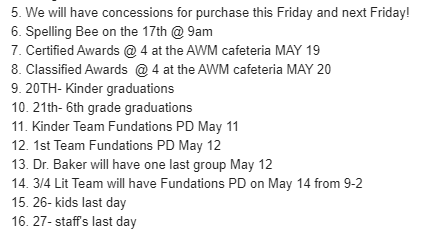 5. We will have concessions for purchase this Friday and next Friday!
6. Spelling Bee on the 17th @ 9am
7. Certified Awards @ 4 at the AWM cafeteria MAY 19
8. Classified Awards  @ 4 at the AWM cafeteria MAY 20
9. 20TH- Kinder graduations
10. 21th- 6th grade graduations
11. Kinder Team Fundations PD May 11
12. 1st Team Fundations PD May 12
13. Dr. Baker will have one last group May 12
14. 3/4 Lit Team will have Fundations PD on May 14 from 9-2
15. 26- kids last day
16. 27- staff's last day